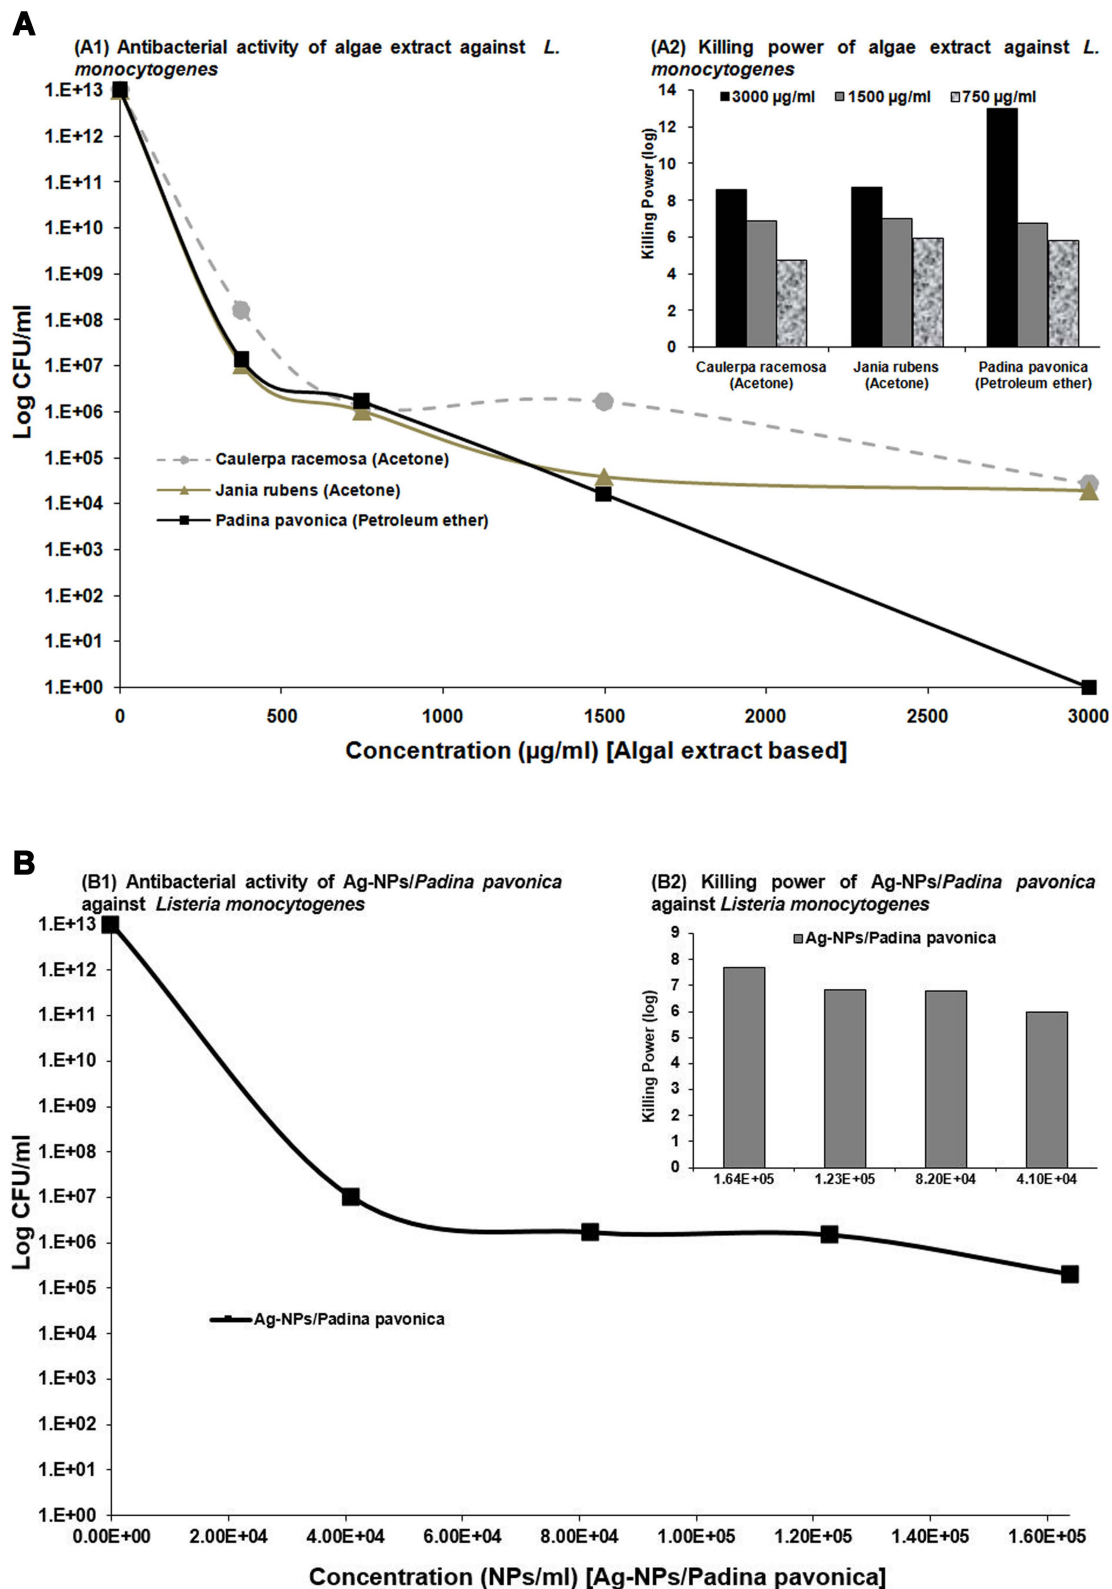 A
(A1) Antibacterial activity of algae extract against L.
monocytogenes
1.E+13
1.E+12
1.E+11
1.E+10
1.E+09
1.E+08
1.E+07
1.E+06
1.E+05
1.E+04
1.E+03
1.E+02
1.E+01
1.E+00
Log CFU/ml
Caulerpa racemosa (Acetone)
Jania rubens (Acetone)
Padina pavonica (Petroleum ether)
0 500 1000 1500 2000 2500 3000
Concentration (µg/ml) [Algal extract based]
(A2) Killing power of algae extract against L.
monocytogenes
3000 µg/ml 1500 µg/ml 750 µg/ml
14
12
10
8
6
4
2
0
Killing Power (log)
Caulerpa racemosa Jania rubens Padina pavonica
(Acetone) (Acetone) (Petroleum ether)
B
(B1) Antibacterial activity of Ag-NPs/Padina pavonica
against Listeria monocytogenes
1.E+13
1.E+12
1.E+11
1.E+10
1.E+09
1.E+08
1.E+07
1.E+06
1.E+05
1.E+04
1.E+03
1.E+02
1.E+01
1.E+00
Log CFU/ml
Ag-NPs/Padina pavonica
0.00E+00 2.00E+04 4.00E+04 6.00E+04 8.00E+04 1.00E+05 1.20E+05 1.40E+05 1.60E+05
Concentration (NPs/ml) [Ag-NPs/Padina pavonica]
(B2) Killing power of Ag-NPs/Padina pavonica
against Listeria monocytogenes
Ag-NPs/Padina pavonica
9
8
7
6
5
4
3
2
1
0
Killing Power (log)
1.64E+05 1.23E+05 8.20E+04 4.10E+04